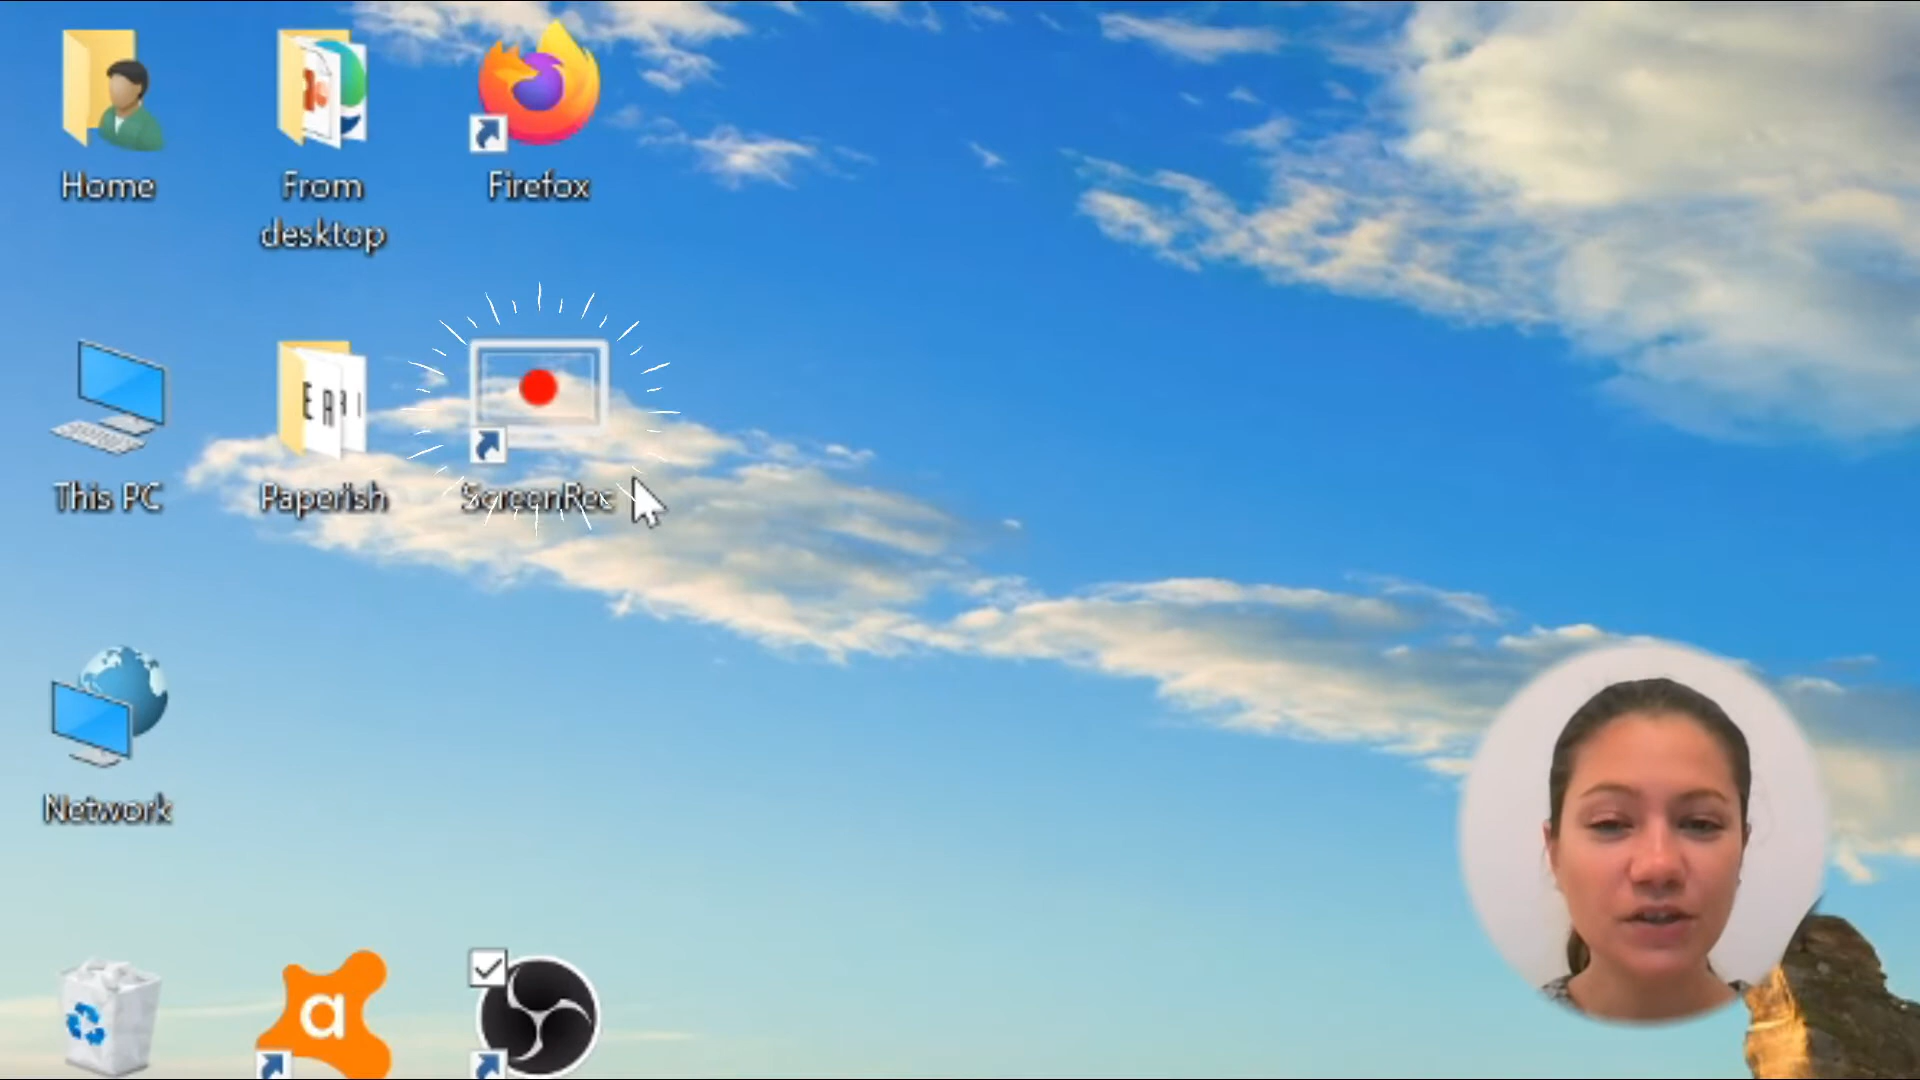 Home
From
desktop
Firefox
This PC
Paperish
ScreenRec
Network
a